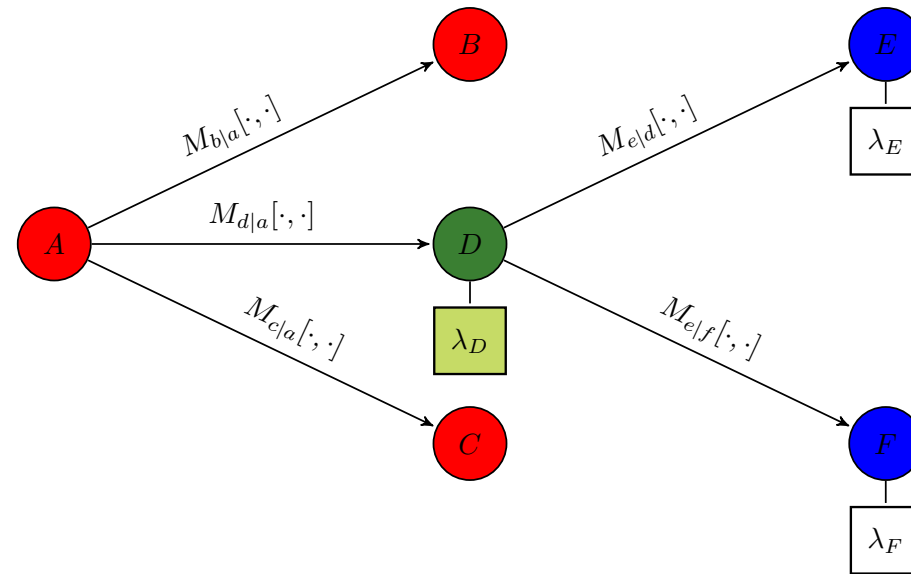 B
E
M_{b|a}[·,·]
M_{e|d}[·,·]
λ_E
M_{d|a}[·,·]
A
D
M_{c|a}[·,·]
M_{e|f}[·,·]
λ_D
C
F
λ_F